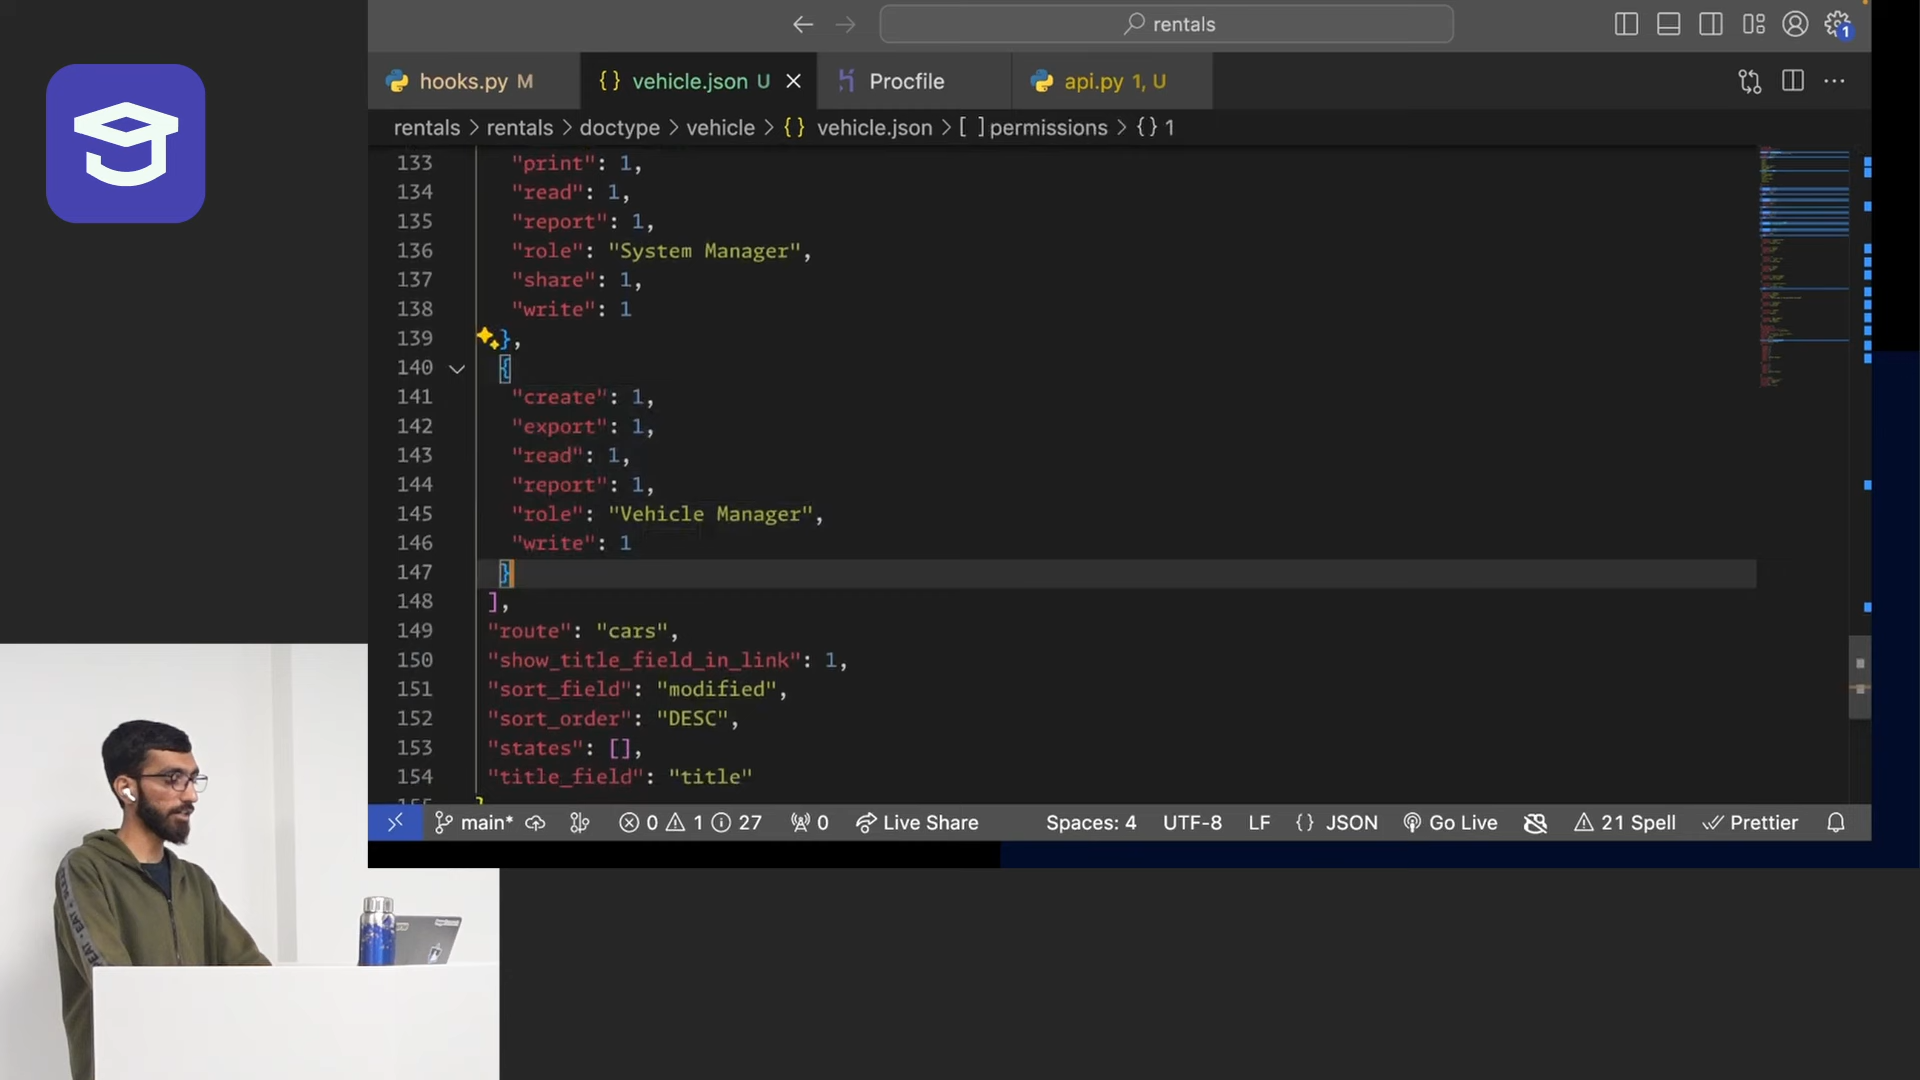 rentals
hooks.py M
{} vehicle.json U
Procfile
api.py 1, U
rentals > rentals > doctype > vehicle > {} vehicle.json > [ ] permissions > {} 1
133 "print": 1,
134 "read": 1,
135 "report": 1,
136 "role": "System Manager",
137 "share": 1,
138 "write": 1
139 },
140 {
141 "create": 1,
142 "export": 1,
143 "read": 1,
144 "report": 1,
145 "role": "Vehicle Manager",
146 "write": 1
147 }
148 ],
149 "route": "cars",
150 "show_title_field_in_link": 1,
151 "sort_field": "modified",
152 "sort_order": "DESC",
153 "states": [],
154 "title_field": "title"
main* 0 1 27 0 Live Share Spaces: 4 UTF-8 LF {} JSON Go Live 21 Spell Prettier
1